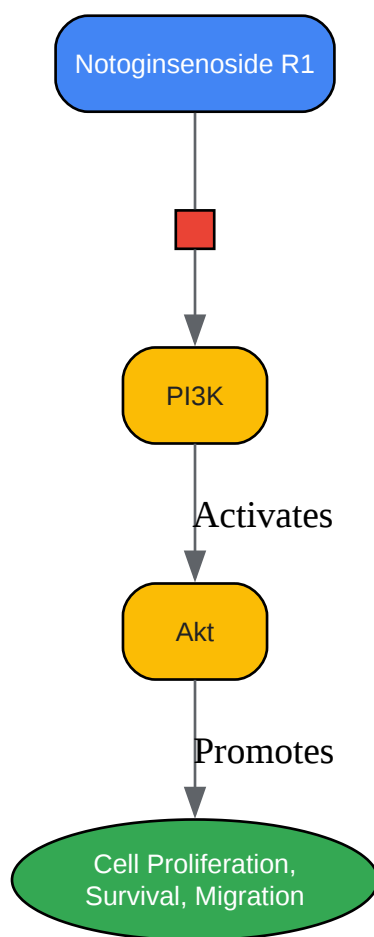 Notoginsenoside R1
PI3K
Activates
Akt
Promotes
Cell Proliferation,
Survival, Migration